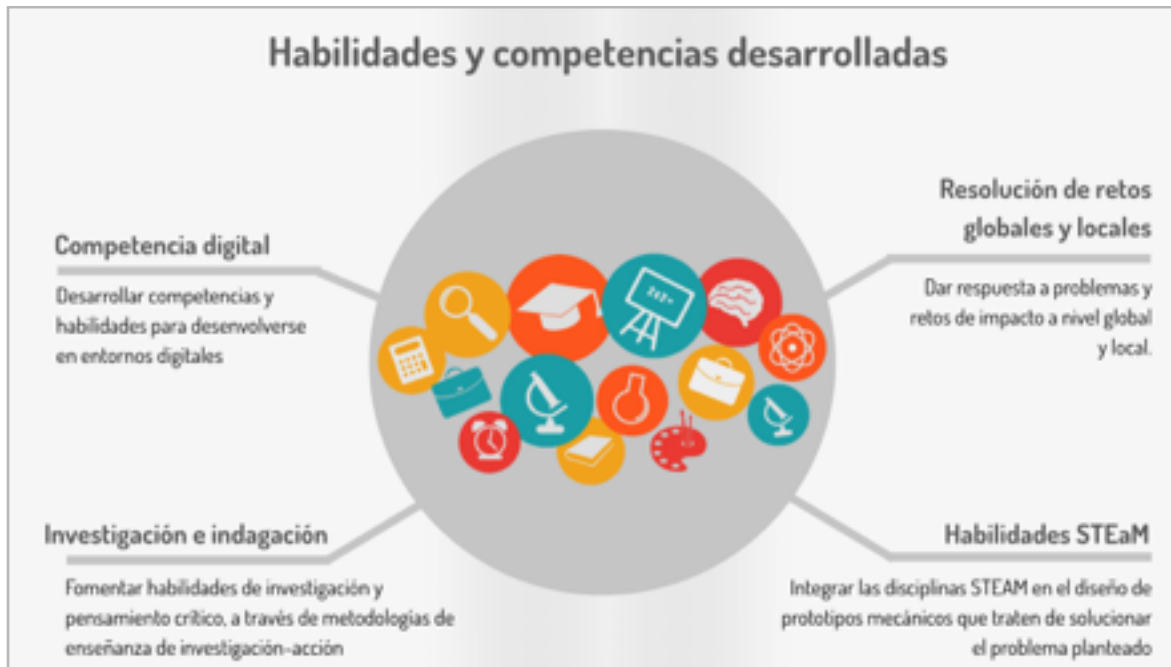 Habilidades y competencias desarrolladas
Competencia digital
Desarrollar competencias y
habilidades para desenvolverse
en entornos digitales
Resolución de retos
globales y locales
Dar respuesta a problemas y
retos de impacto a nivel global
y local.
Investigación e indagación
Fomentar habilidades de investigación y
pensamiento crítico, a través de metodologías de
enseñanza de investigación-acción
Habilidades STEaM
Integrar las disciplinas STEAM en el diseño de
prototipos mecánicos que traten de solucionar
el problema planteado